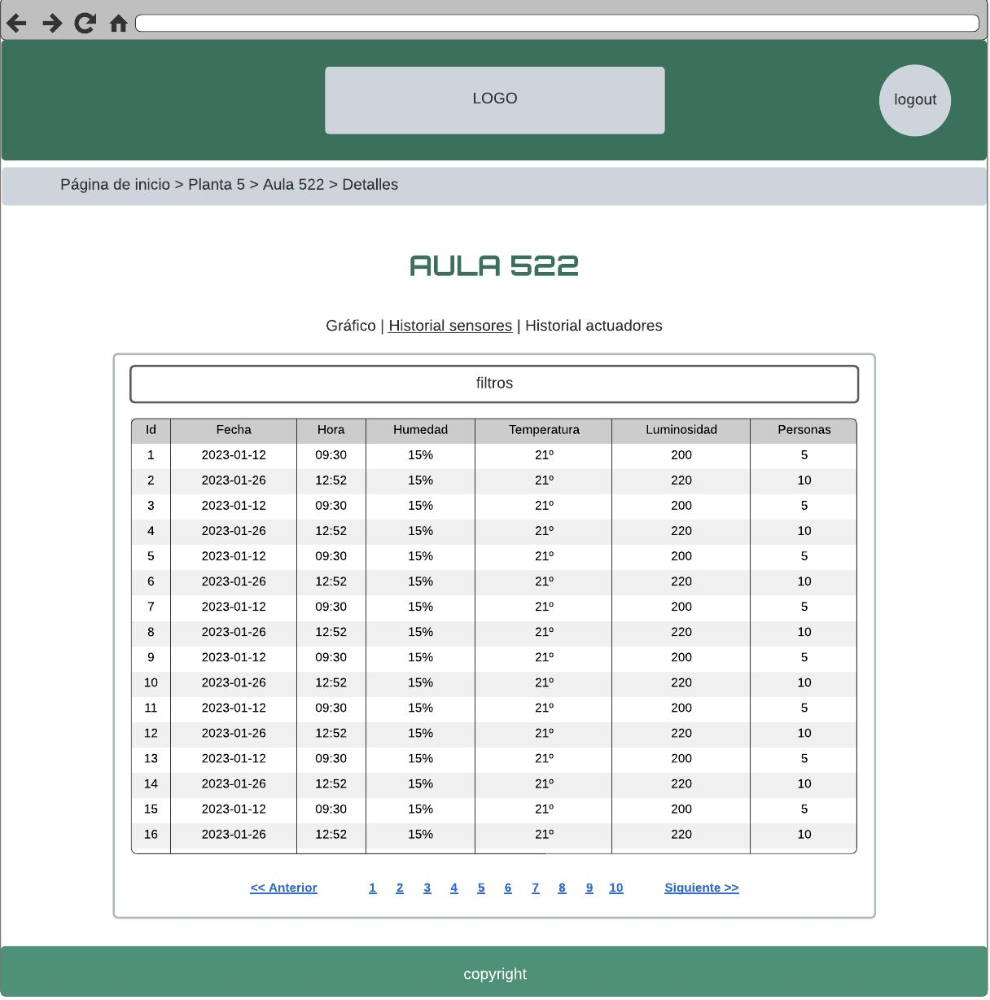 LOGO
logout
Página de inicio > Planta 5 > Aula 522 > Detalles
AULA 522
Gráfico | Historial sensores | Historial actuadores
filtros
Id Fecha Hora Humedad Temperatura Luminosidad Personas
1 2023-01-12 09:30 15% 21º 200 5
2 2023-01-26 12:52 15% 21º 220 10
3 2023-01-12 09:30 15% 21º 200 5
4 2023-01-26 12:52 15% 21º 220 10
5 2023-01-12 09:30 15% 21º 200 5
6 2023-01-26 12:52 15% 21º 220 10
7 2023-01-12 09:30 15% 21º 200 5
8 2023-01-26 12:52 15% 21º 220 10
9 2023-01-12 09:30 15% 21º 200 5
10 2023-01-26 12:52 15% 21º 220 10
11 2023-01-12 09:30 15% 21º 200 5
12 2023-01-26 12:52 15% 21º 220 10
13 2023-01-12 09:30 15% 21º 200 5
14 2023-01-26 12:52 15% 21º 220 10
15 2023-01-12 09:30 15% 21º 200 5
16 2023-01-26 12:52 15% 21º 220 10
<< Anterior 1 2 3 4 5 6 7 8 9 10 Siguiente >>
copyright